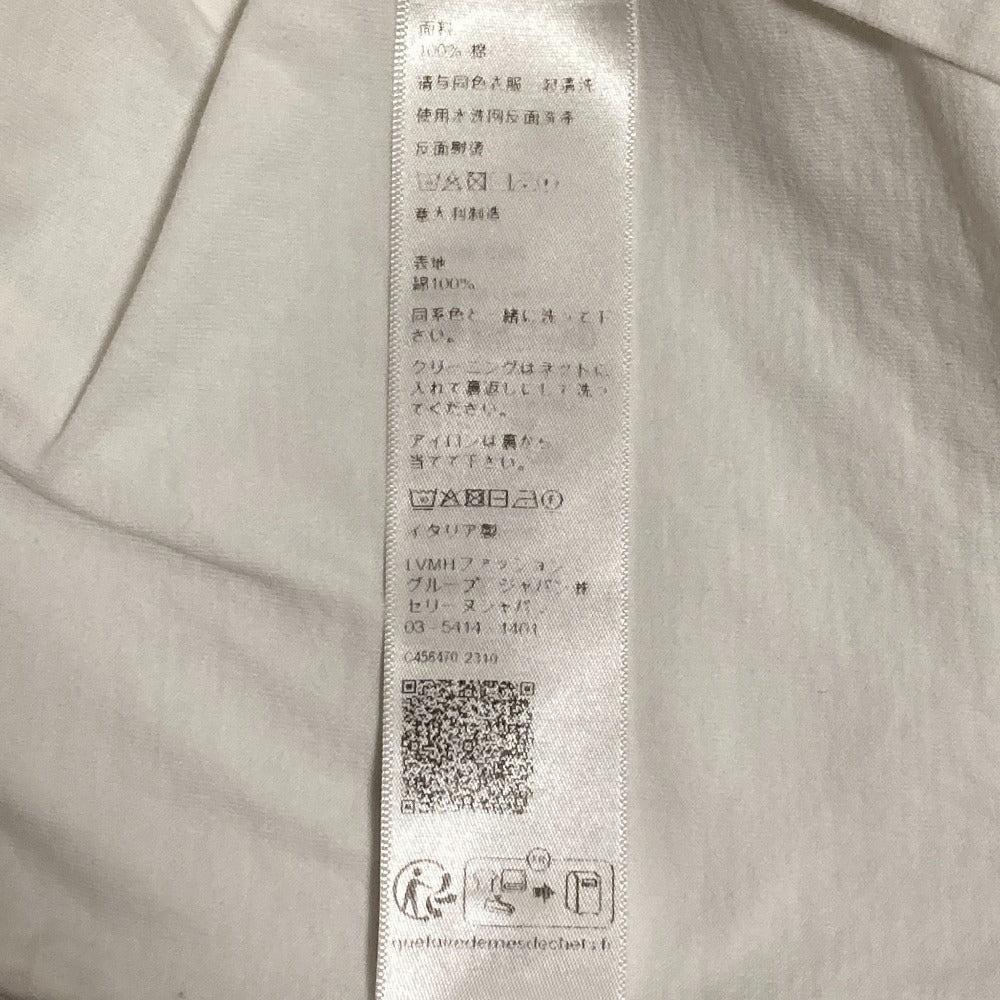 面料
100% 棉
请与同色衣服一起清洗
使用水洗网反面洗涤
反面熨烫
意大利制造
表地
綿100%
同系色と一緒に洗って下
さい。
クリーニングはネットに
入れて裏返しにして洗っ
てください。
アイロンは裏から
当てて下さい。
イタリア製
LVMHファッション
グループ ジャパン 株
セリーヌジャパン
03-5414-1401
C456470 2310
FR
quefairedemesdechets.fr